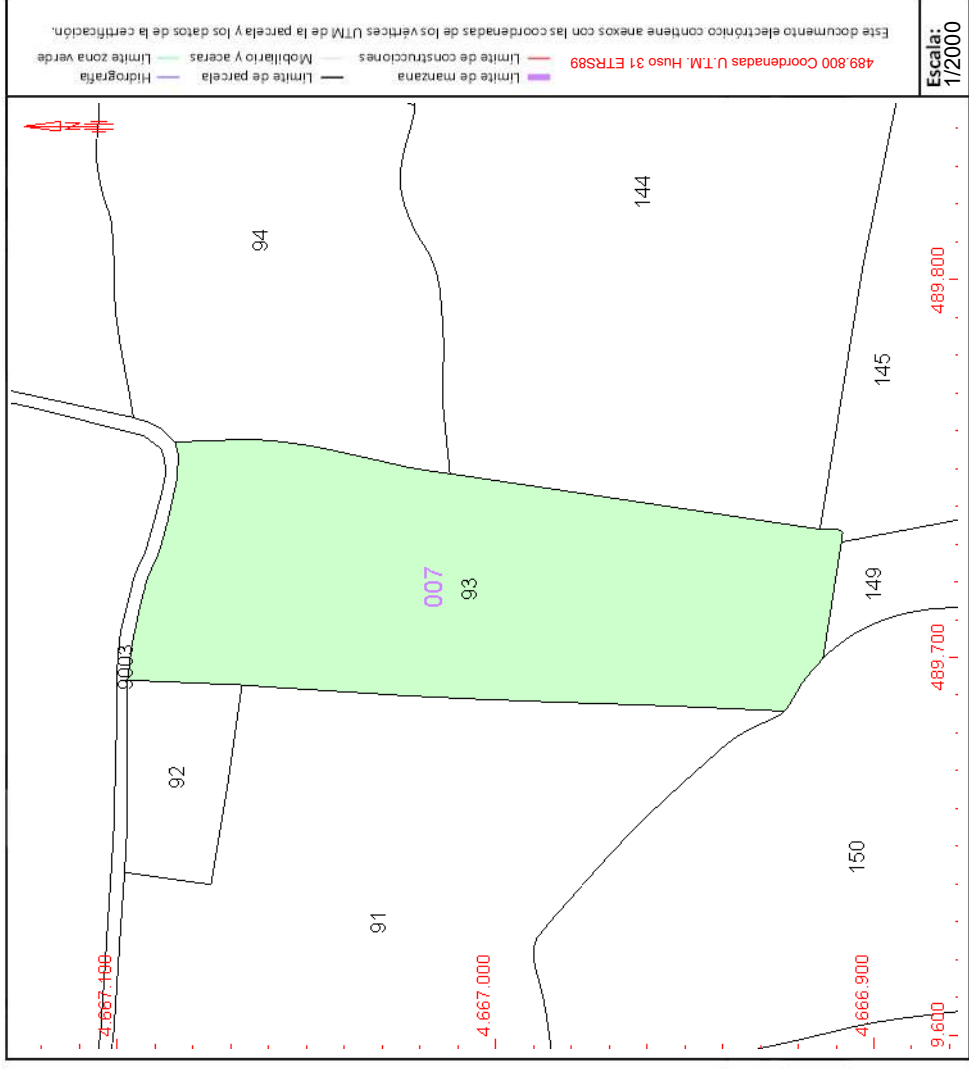 Este documento electrónico contiene anexos con las coordenadas de los vértices UTM de la parcela y los datos de la certificación.
489.800 Coordenadas U.T.M. Huso 31 ETRS89
Límite de manzana
Límite de parcela
Hidrografía
Límite de construcciones
Mobiliario y aceras
Límite zona verde
Escala:
1/2000
94
144
489.800
145
007
93
149
9003
489.700
92
150
91
4.667.100
4.667.000
4.666.900
9.600